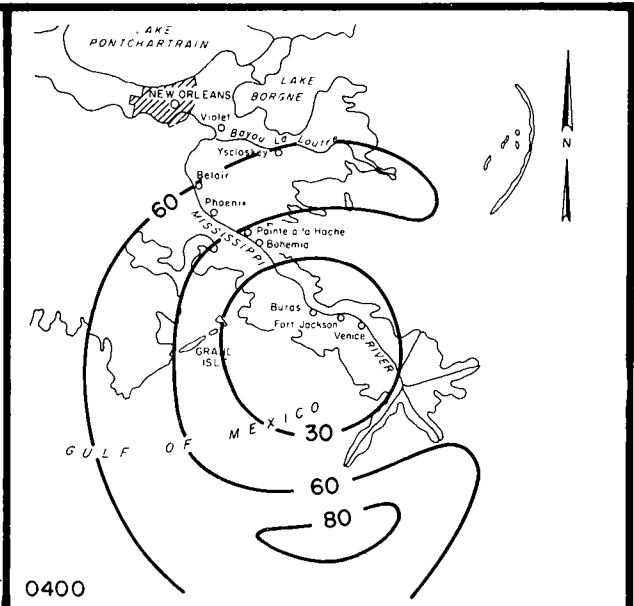 LAKE
PONTCHARTRAIN
LAKE
BORGNE
NEW ORLEANS
Violet
Bayou La Loutre
Yscloskey
N
Belair
60
Phoenix
MISSISSIPPI
Pointe a la Hache
Bohemia
Buras
Fort Jackson
Venice
RIVER
GRAND
ISLE
GULF OF MEXICO
30
60
80
0400